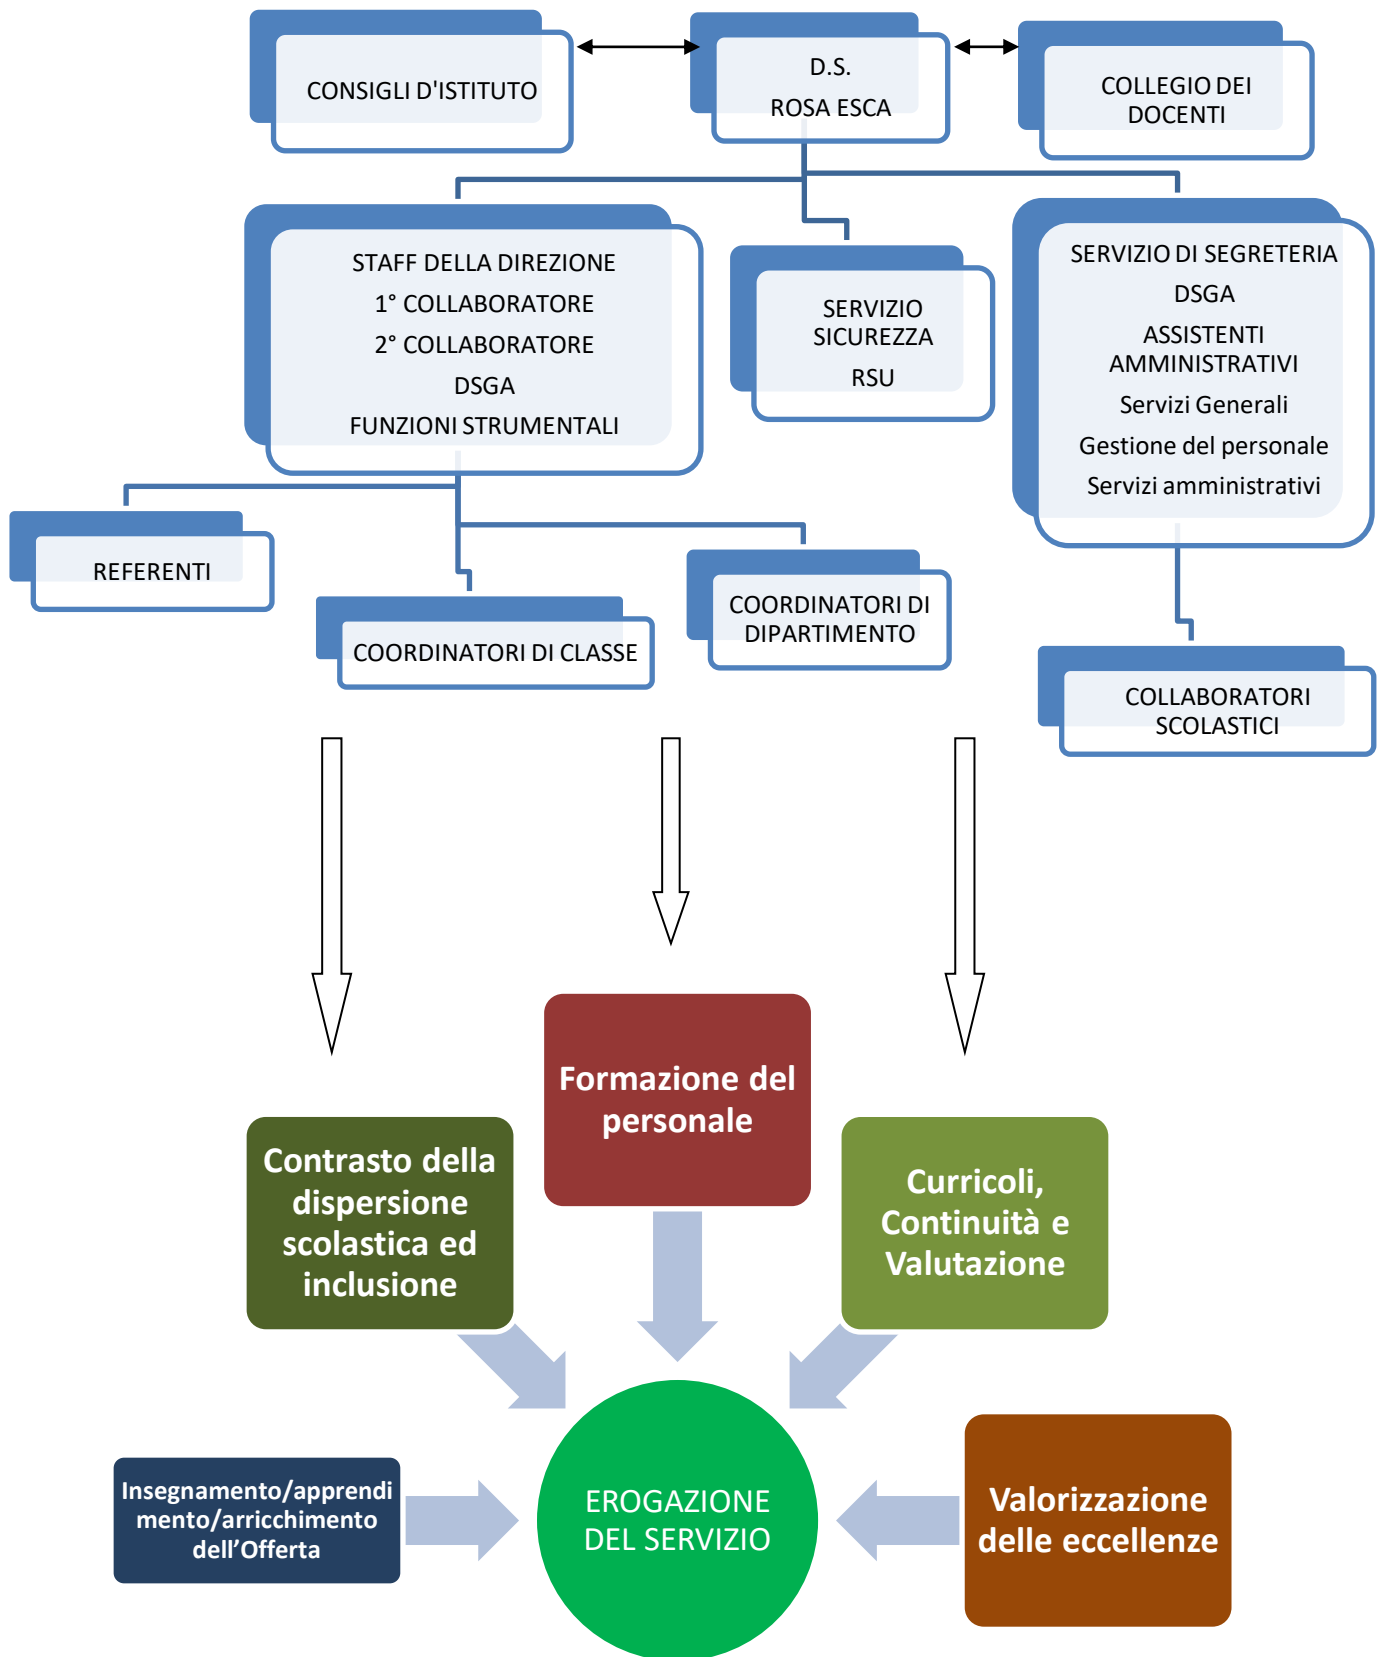 CONSIGLI D'ISTITUTO
D.S.
ROSA ESCA
COLLEGIO DEI
DOCENTI
STAFF DELLA DIREZIONE
1° COLLABORATORE
2° COLLABORATORE
DSGA
FUNZIONI STRUMENTALI
SERVIZIO
SICUREZZA
RSU
SERVIZIO DI SEGRETERIA
DSGA
ASSISTENTI
AMMINISTRATIVI
Servizi Generali
Gestione del personale
Servizi amministrativi
REFERENTI
COORDINATORI DI CLASSE
COORDINATORI DI
DIPARTIMENTO
COLLABORATORI
SCOLASTICI
Formazione del
personale
Contrasto della
dispersione
scolastica ed
inclusione
Curricoli,
Continuità e
Valutazione
Insegnamento/apprendi
mento/arricchimento
dell’Offerta
EROGAZIONE
DEL SERVIZIO
Valorizzazione
delle eccellenze